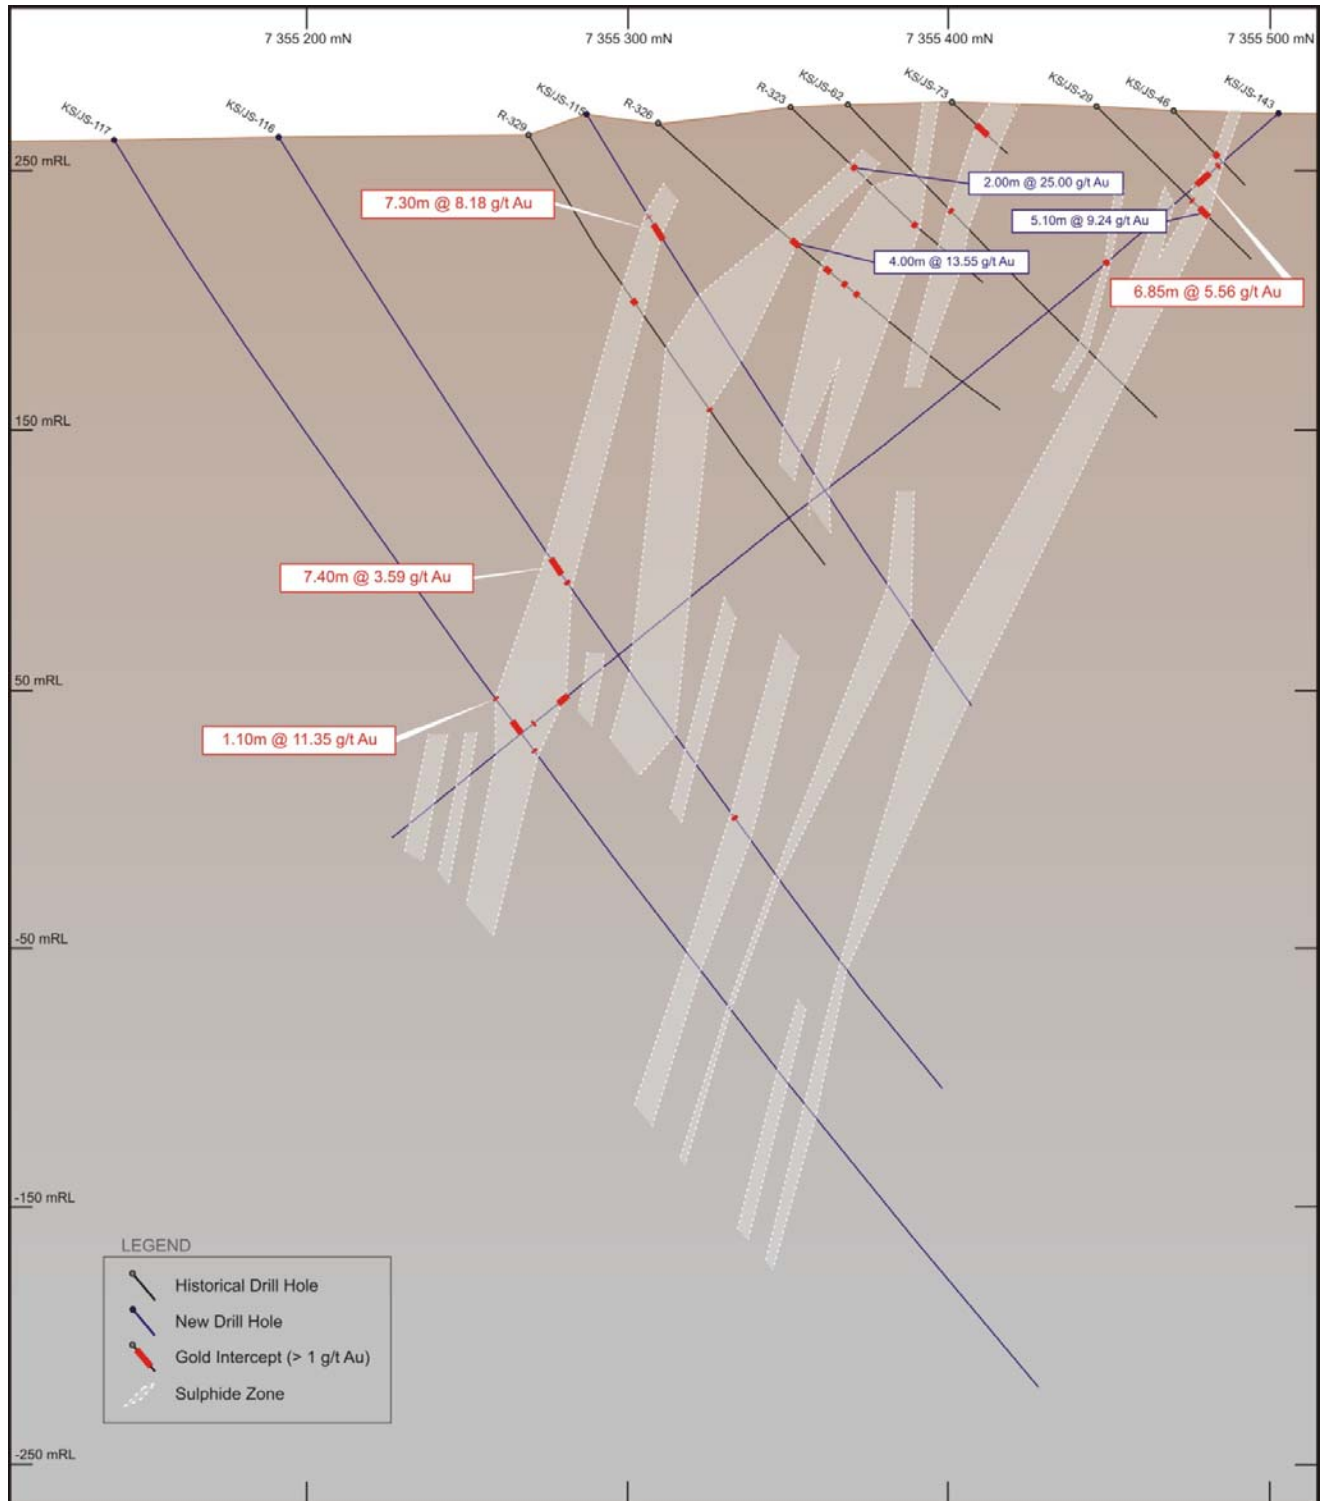 7 355 200 mN
7 355 300 mN
7 355 400 mN
7 355 500 mN
KS/JS-117
KS/JS-116
R-329
KS/JS-115
R-326
R-323
KS/JS-62
KS/JS-73
KS/JS-29
KS/JS-46
KS/JS-143
250 mRL
2.00m @ 25.00 g/t Au
7.30m @ 8.18 g/t Au
5.10m @ 9.24 g/t Au
4.00m @ 13.55 g/t Au
6.85m @ 5.56 g/t Au
150 mRL
7.40m @ 3.59 g/t Au
50 mRL
1.10m @ 11.35 g/t Au
-50 mRL
-150 mRL
LEGEND
Historical Drill Hole
New Drill Hole
Gold Intercept (> 1 g/t Au)
Sulphide Zone
-250 mRL